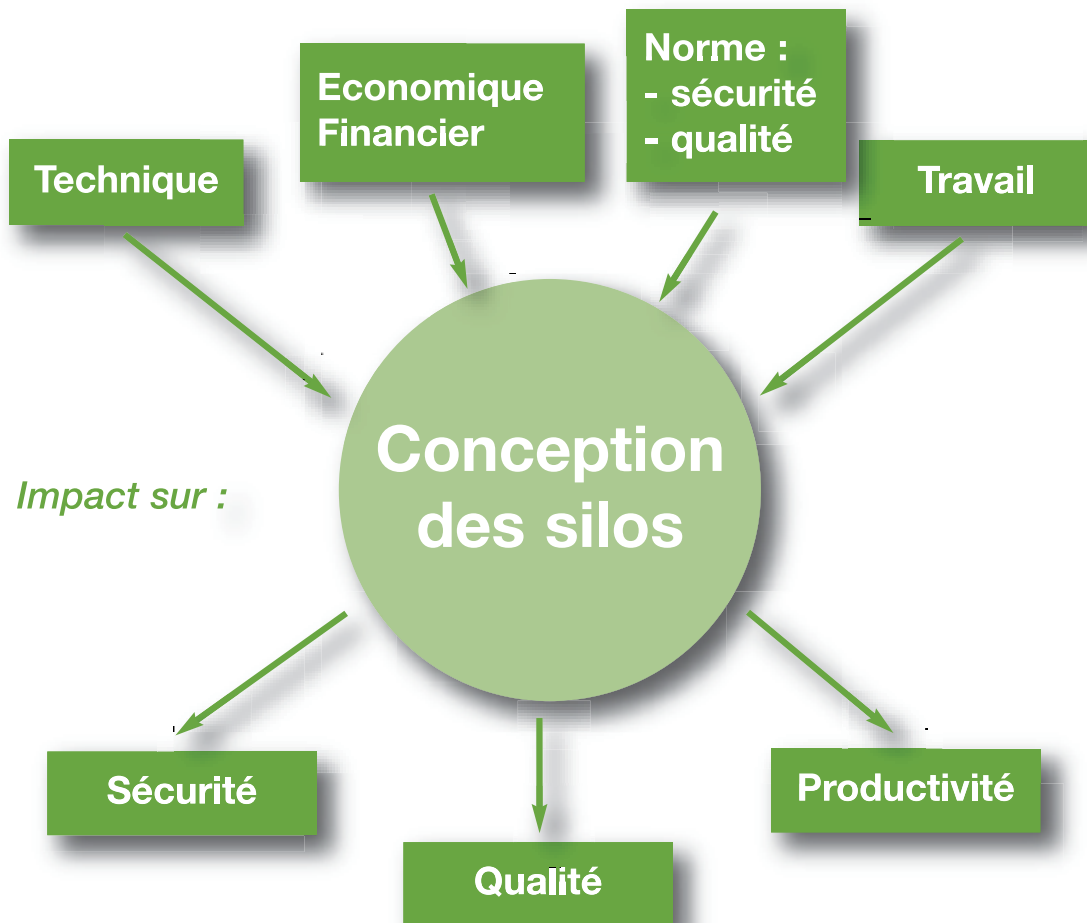 Technique
Economique
Financier
Norme :
- sécurité
- qualité
Travail
Conception
des silos
Impact sur :
Sécurité
Qualité
Productivité